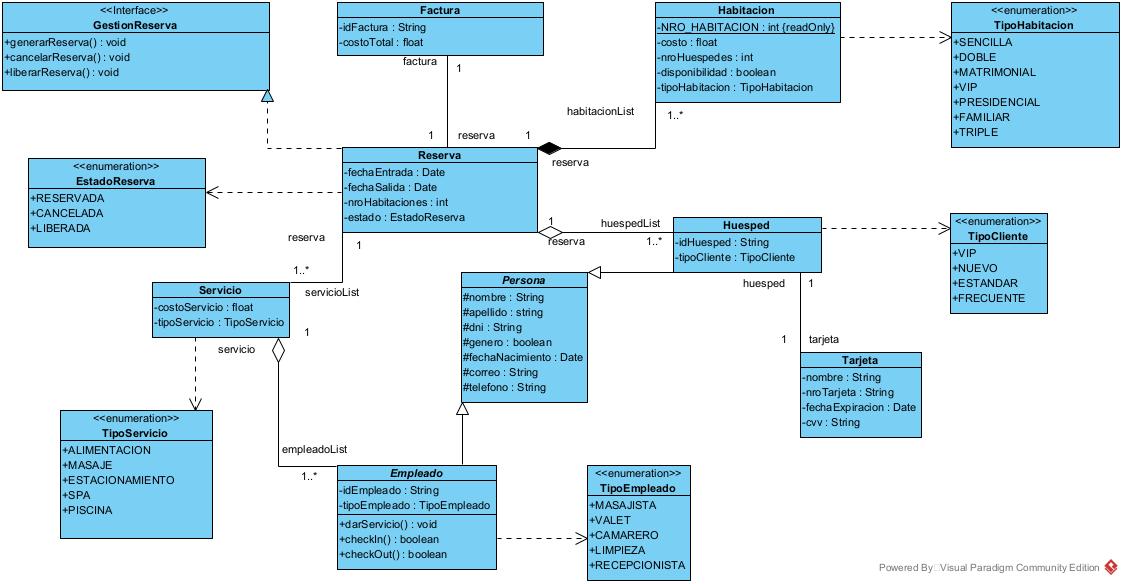 <<Interface>>
GestionReserva
+generarReserva() : void
+cancelarReserva() : void
+liberarReserva() : void
Factura
-idFactura : String
-costoTotal : float
factura
1
1
reserva
Habitacion
-NRO_HABITACION : int {readOnly}
-costo : float
-nroHuespedes : int
-disponibilidad : boolean
-tipoHabitacion : TipoHabitacion
habitacionList
1..*
1
reserva
<<enumeration>>
TipoHabitacion
+SENCILLA
+DOBLE
+MATRIMONIAL
+VIP
+PRESIDENCIAL
+FAMILIAR
+TRIPLE
<<enumeration>>
EstadoReserva
+RESERVADA
+CANCELADA
+LIBERADA
Reserva
-fechaEntrada : Date
-fechaSalida : Date
-nroHabitaciones : int
-estado : EstadoReserva
reserva
1
1..*
servicioList
1
reserva
huespedList
1..*
Huesped
-idHuesped : String
-tipoCliente : TipoCliente
huesped
1
1
tarjeta
<<enumeration>>
TipoCliente
+VIP
+NUEVO
+ESTANDAR
+FRECUENTE
Servicio
-costoServicio : float
-tipoServicio : TipoServicio
servicio
1
empleadoList
1..*
Persona
#nombre : String
#apellido : string
#dni : String
#genero : boolean
#fechaNacimiento : Date
#correo : String
#telefono : String
Tarjeta
-nombre : String
-nroTarjeta : String
-fechaExpiracion : Date
-cvv : String
<<enumeration>>
TipoServicio
+ALIMENTACION
+MASAJE
+ESTACIONAMIENTO
+SPA
+PISCINA
Empleado
-idEmpleado : String
-tipoEmpleado : TipoEmpleado
+darServicio() : void
+checkIn() : boolean
+checkOut() : boolean
<<enumeration>>
TipoEmpleado
+MASAJISTA
+VALET
+CAMARERO
+LIMPIEZA
+RECEPCIONISTA
Powered By Visual Paradigm Community Edition